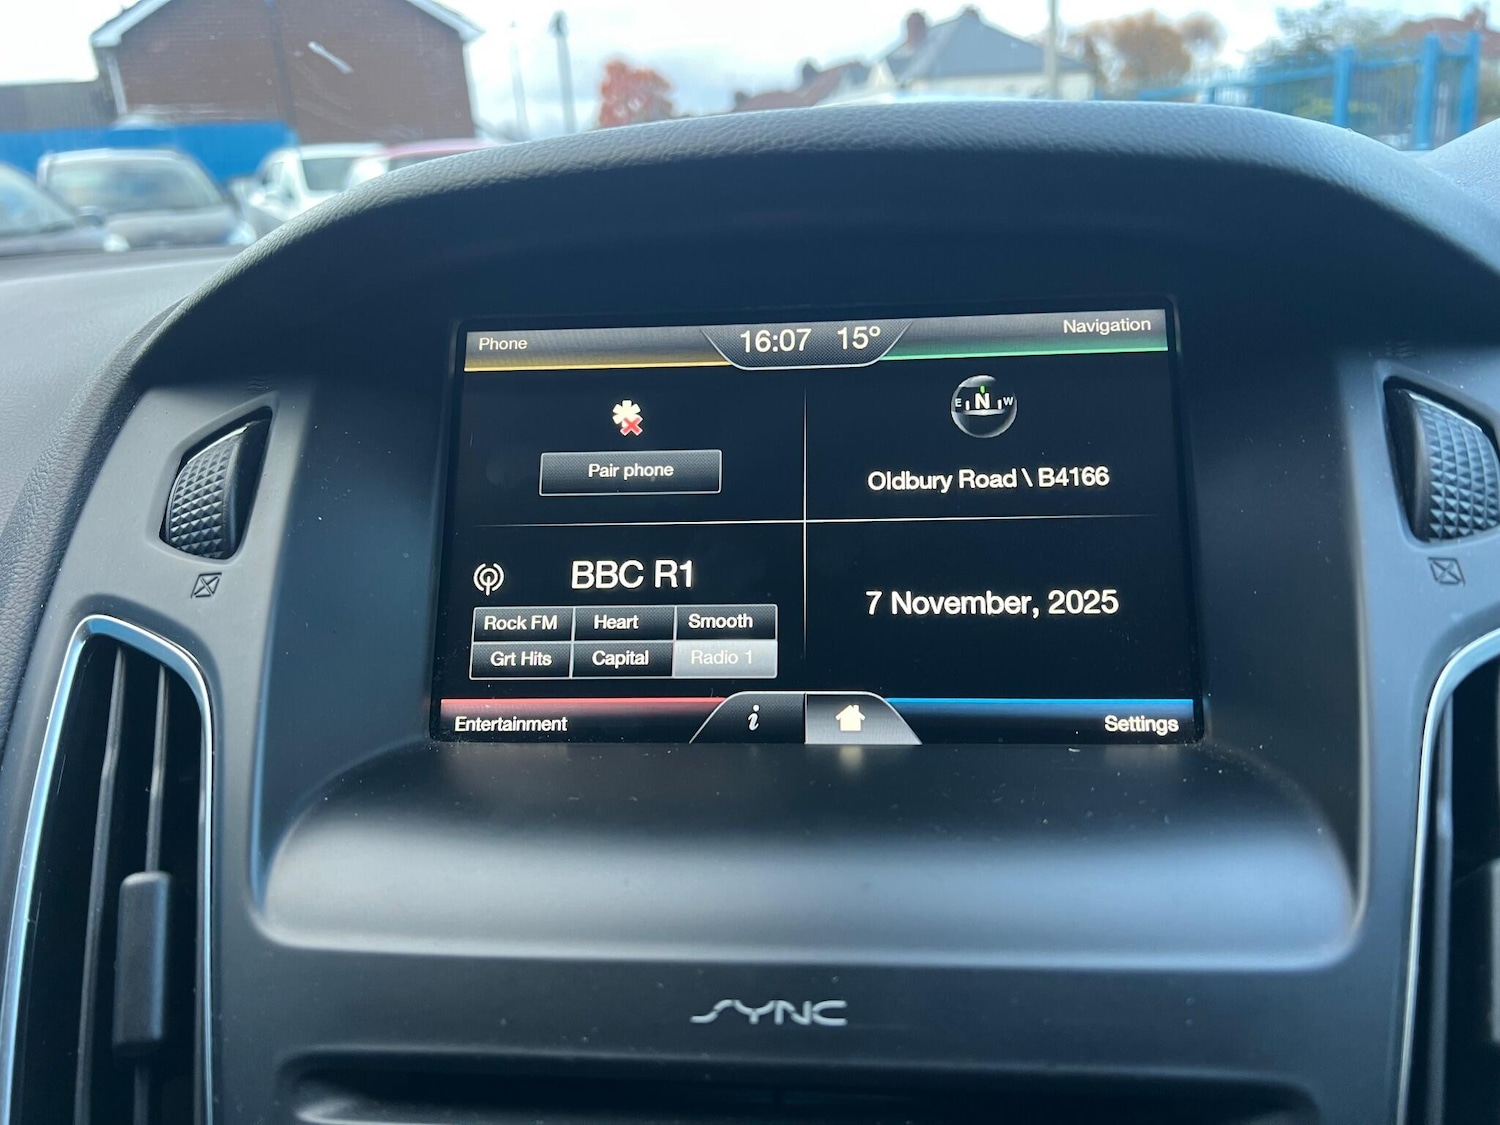 Phone
16:07 15°
Navigation
E N W
Pair phone
Oldbury Road \ B4166
BBC R1
Rock FM Heart Smooth
Grt Hits Capital Radio 1
7 November, 2025
Entertainment
i
Settings
SYNC